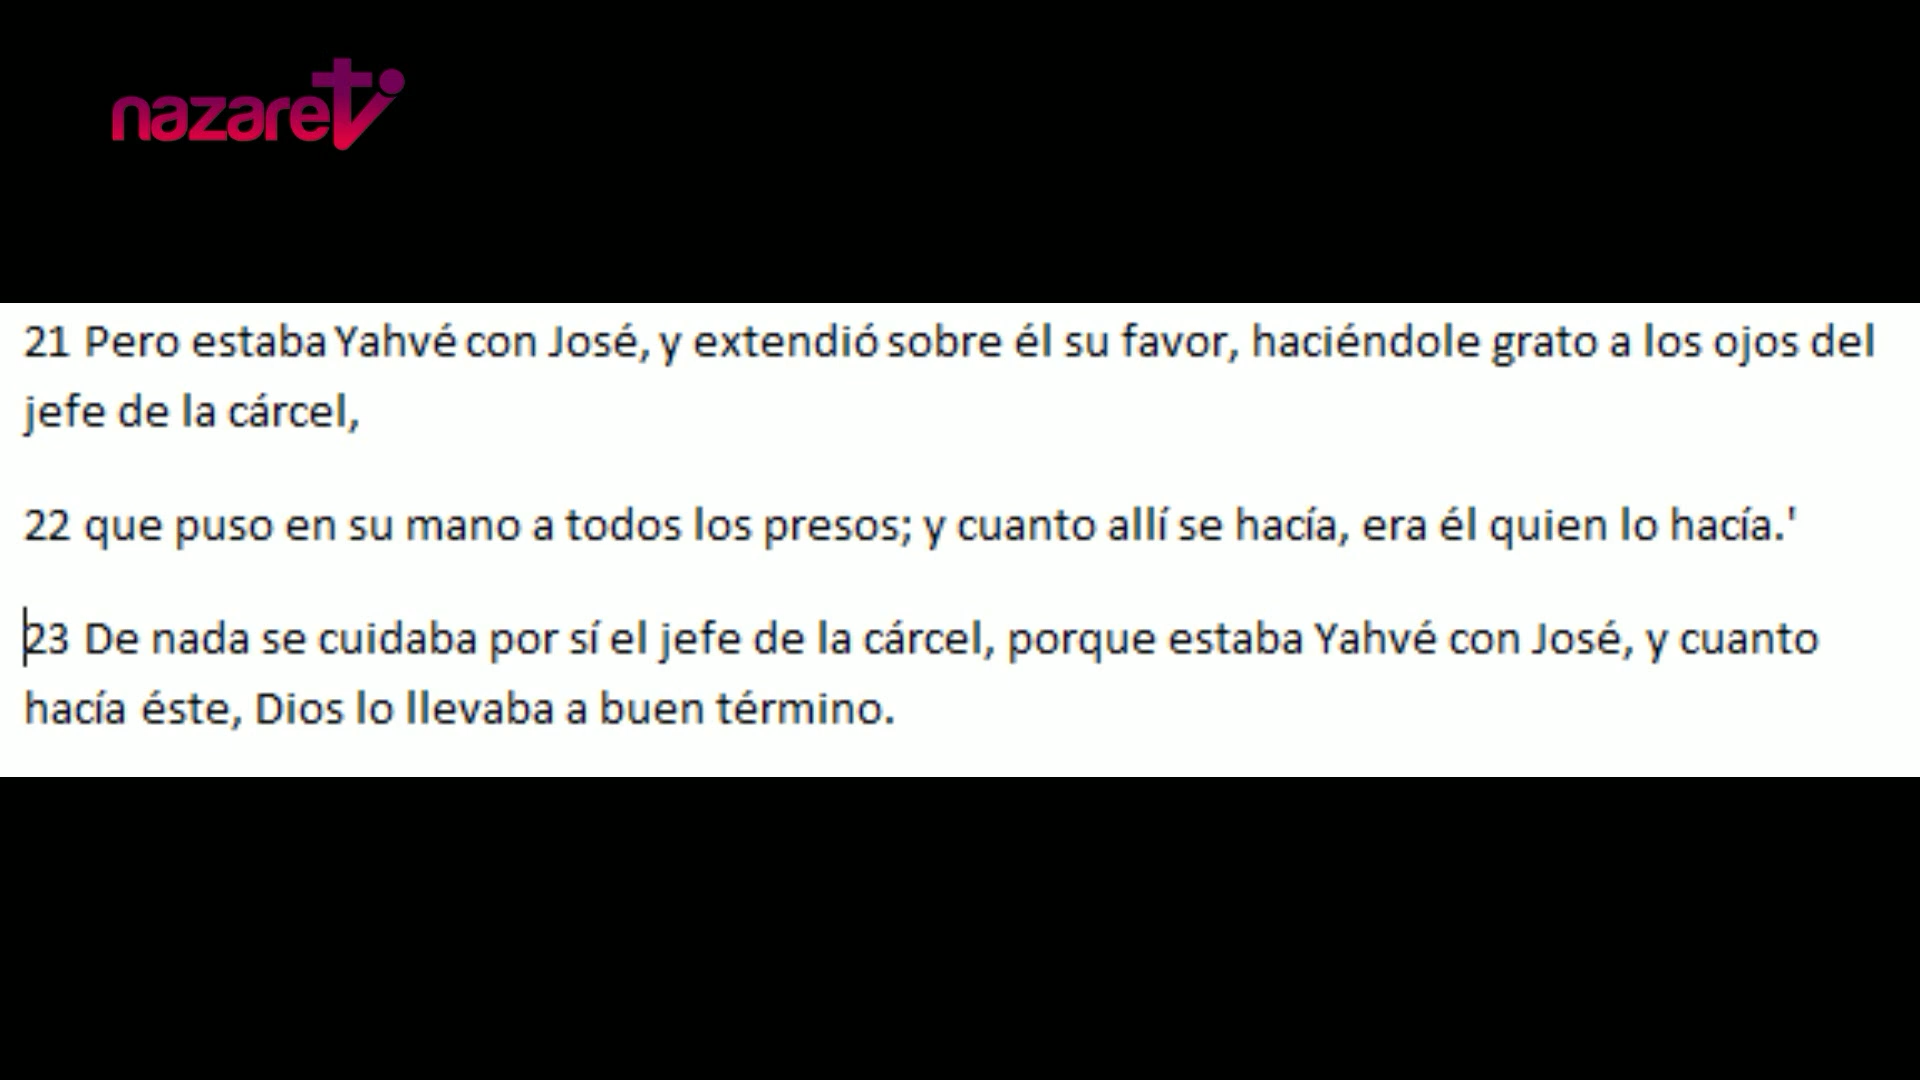 nazaretv
21 Pero estaba Yahvé con José, y extendió sobre él su favor, haciéndole grato a los ojos del
jefe de la cárcel,
22 que puso en su mano a todos los presos; y cuanto allí se hacía, era él quien lo hacía.'
23 De nada se cuidaba por sí el jefe de la cárcel, porque estaba Yahvé con José, y cuanto
hacía éste, Dios lo llevaba a buen término.